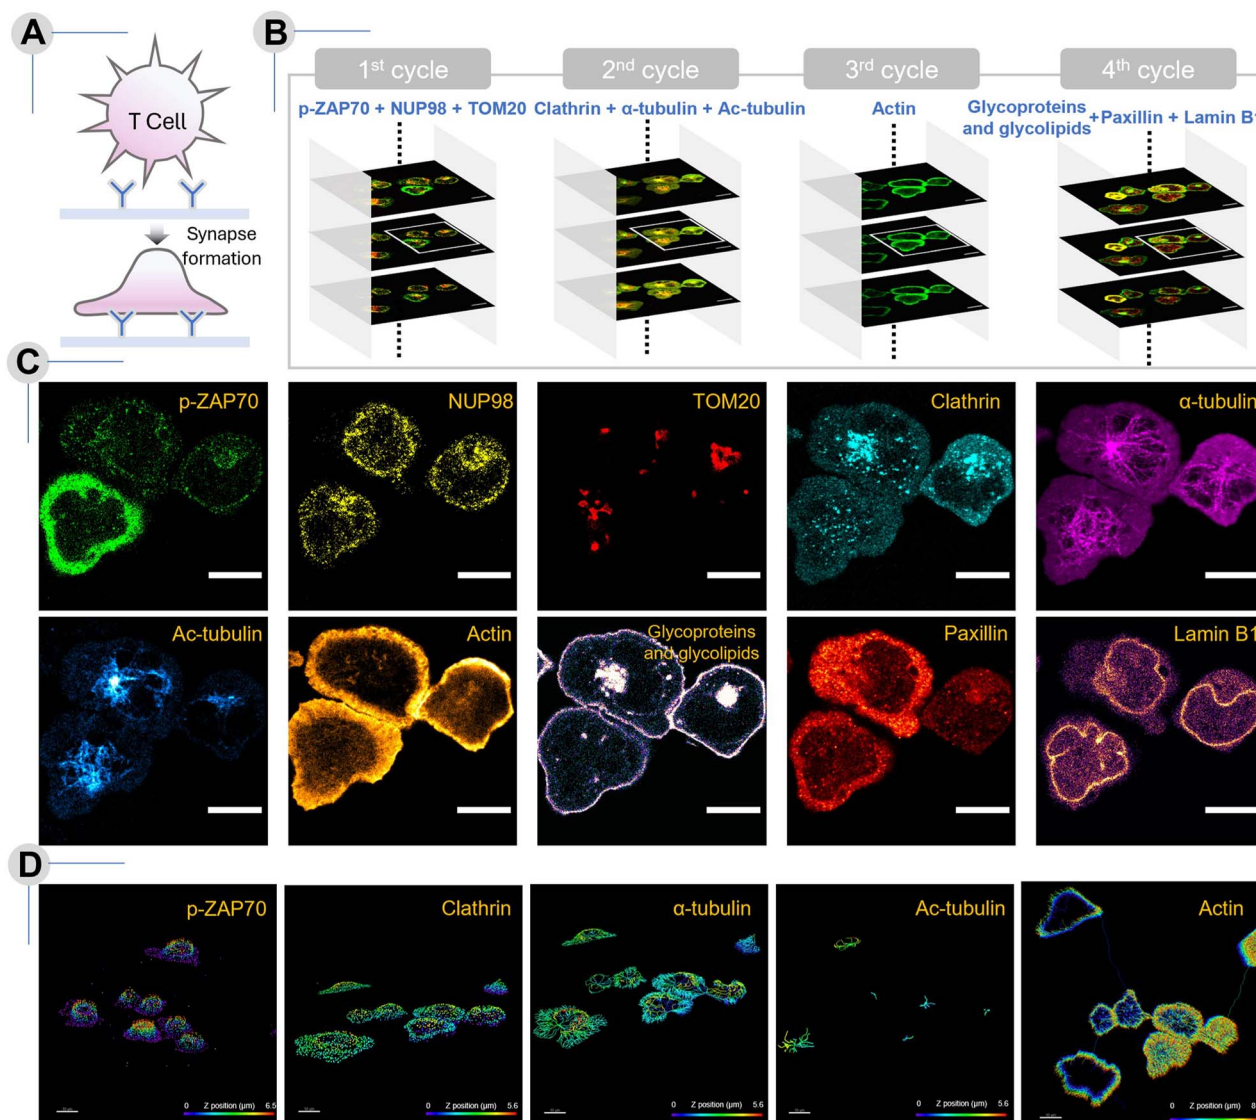 A
T Cell
Synapse
formation
B
1st cycle
2nd cycle
3rd cycle
4th cycle
p-ZAP70 + NUP98 + TOM20
Clathrin + α-tubulin + Ac-tubulin
Actin
Glycoproteins
and glycolipids
+Paxillin + Lamin B1
C
p-ZAP70
NUP98
TOM20
Clathrin
α-tubulin
Ac-tubulin
Actin
Glycoproteins
and glycolipids
Paxillin
Lamin B1
D
p-ZAP70
Clathrin
α-tubulin
Ac-tubulin
Actin
0 Z position (μm) 6.5
0 Z position (μm) 5.6
0 Z position (μm) 5.6
0 Z position (μm) 5.6
0 Z position (μm)